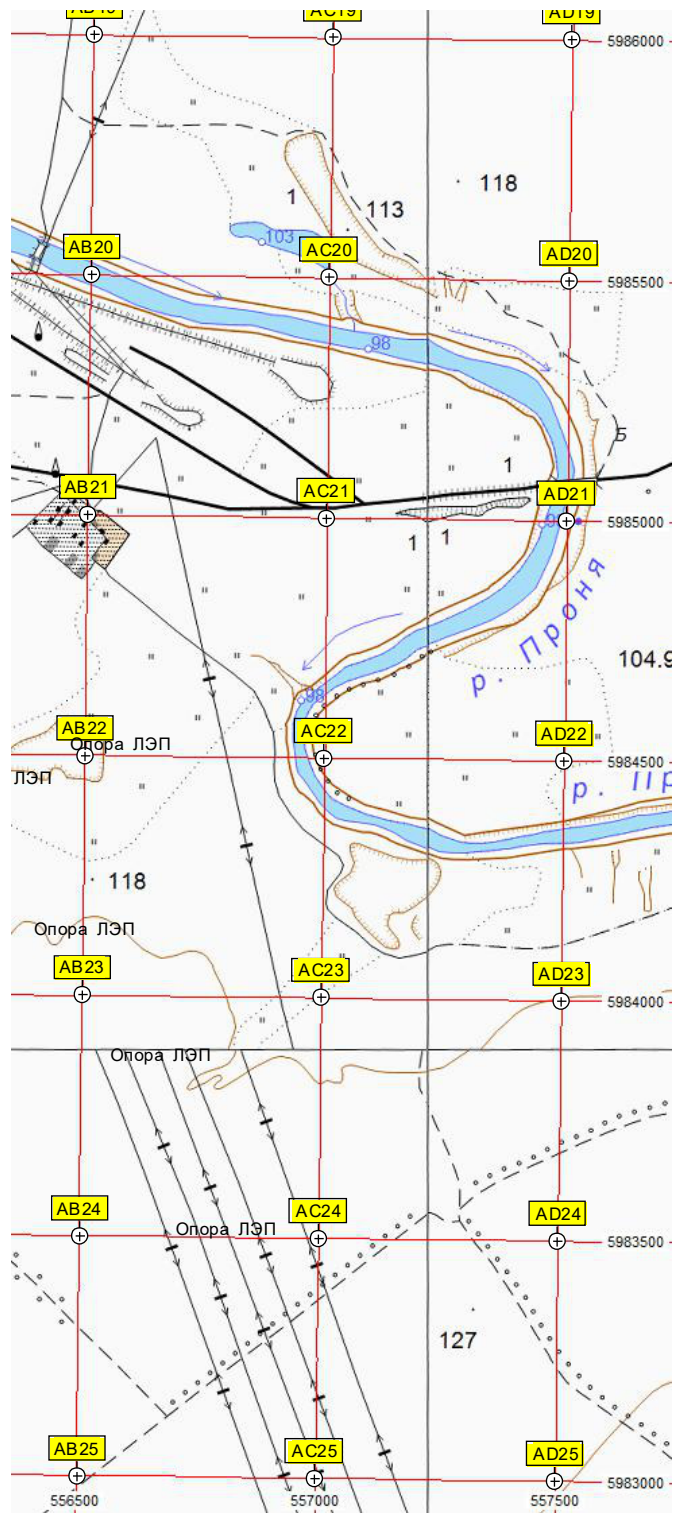 AB19 AC19 AD19
5986000
118
1
113
103
AB20 AC20 AD20
5985500
98
5
1
AB21 AC21 AD21
5985000
1 1
р. Проня
104.9
98
AB22 AC22 AD22
Опора ЛЭП
5984500
ЛЭП
р. Пр
118
Опора ЛЭП
AB23 AC23 AD23
5984000
Опора ЛЭП
AB24 AC24 AD24
Опора ЛЭП
5983500
127
AB25 AC25 AD25
5983000
556500 557000 557500